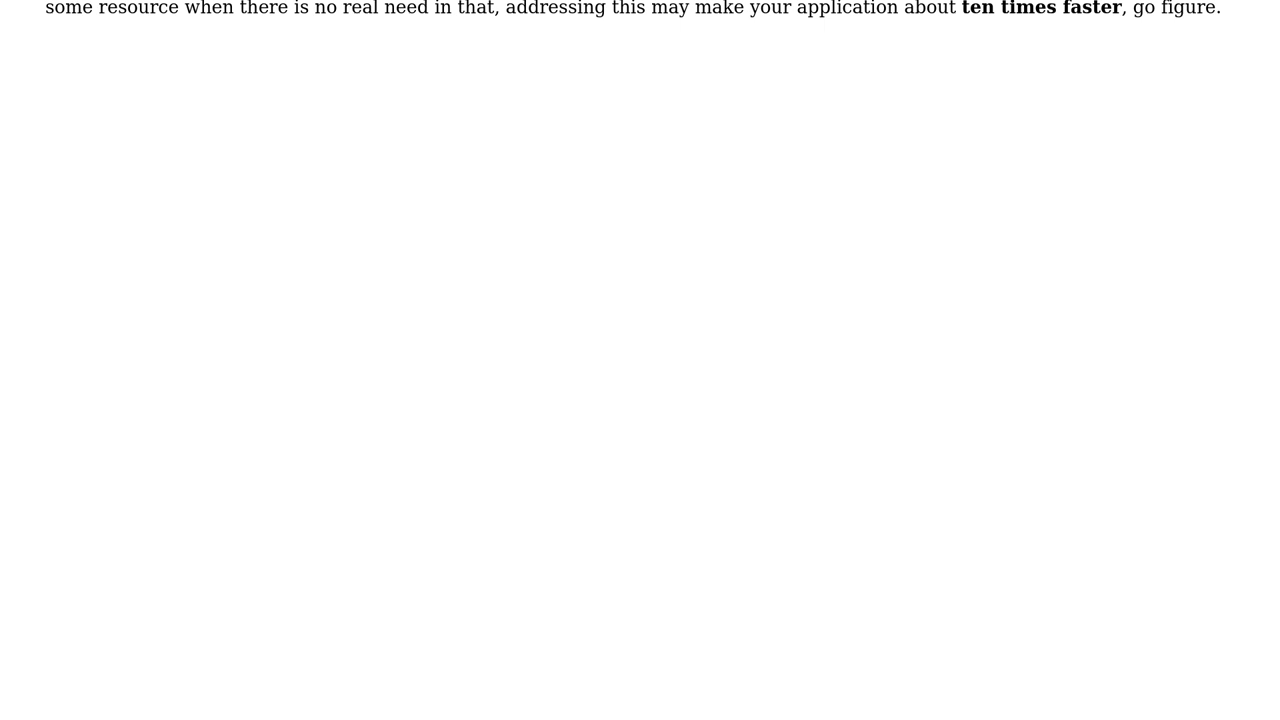 some resource when there is no real need in that, addressing this may make your application about ten times faster, go figure.